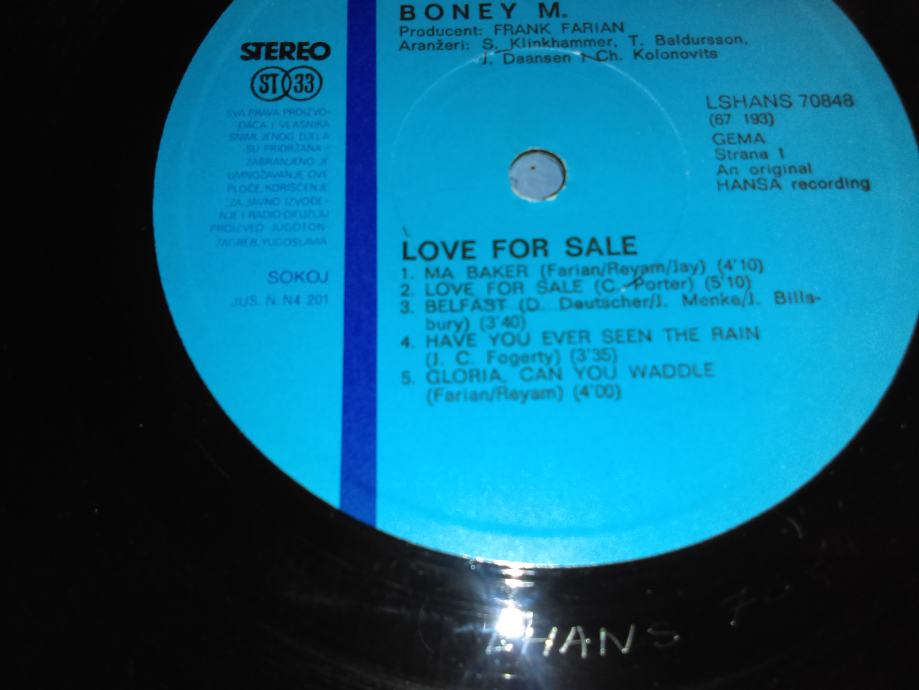 BONEY M.
Producent: FRANK FARIAN
Aranžeri: S. Klinkhammer, T. Baldursson,
J. Daansen i Ch. Kolonovits
STEREO
ST 33
SVA PRAVA PROIZVO-
ĐAČA I VLASNIKA
SNIMLJENOG DJELA
SU PRIDRŽANA -
ZABRANJENO JE
UMNOŽAVANJE OVE
PLOČE, KORIŠĆENJE
ZA JAVNO IZVOĐE-
NJE I RADIO-DIFUZIJU
PROIZVEO JUGOTON-
ZAGREB, YUGOSLAVIA
SOKOJ
JUS. N. N4 201
LSHANS 70848
(67 193)
GEMA
Strana 1
An original
HANSA recording
LOVE FOR SALE
1. MA BAKER (Farian/Reyam/Jay) (4'10)
2. LOVE FOR SALE (C. Porter) (5'10)
3. BELFAST (D. Deutscher/J. Menke/J. Bills-
bury) (3'40)
4. HAVE YOU EVER SEEN THE RAIN
(J. C. Fogerty) (3'35)
5. GLORIA, CAN YOU WADDLE
(Farian/Reyam) (4'00)
HANS